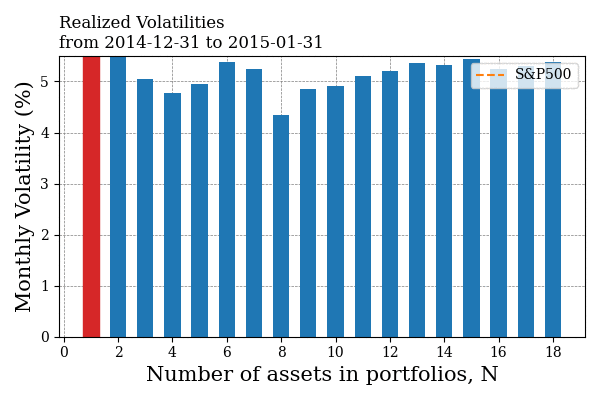 Realized Volatilities
from 2014-12-31 to 2015-01-31
S&P500
5
4
3
2
1
0
Monthly Volatility (%)
0 2 4 6 8 10 12 14 16 18
Number of assets in portfolios, N